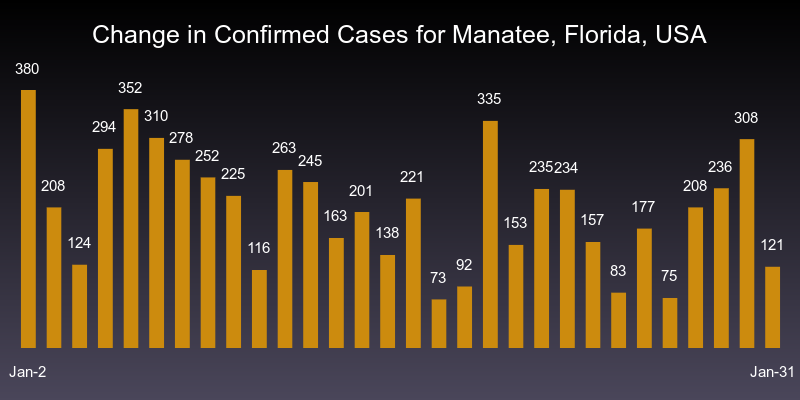 Change in Confirmed Cases for Manatee, Florida, USA
380 208 124 294 352 310 278 252 225 116 263 245 163 201 138 221 73 92 335 153 235 234 157 83 177 75 208 236 308 121
Jan-2 Jan-31